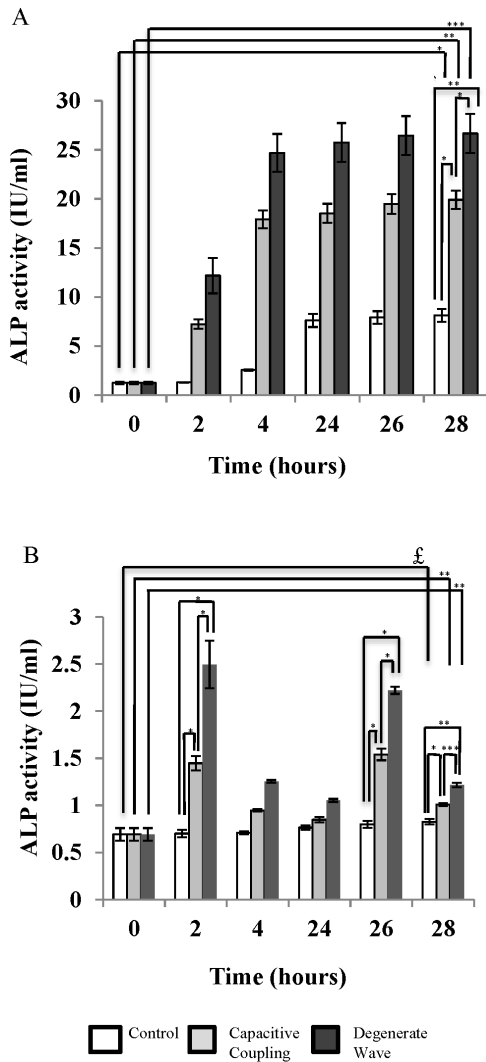 A
***
**
*
**
*
*
30
25
20
15
10
5
0
ALP activity (IU/ml)
0 2 4 24 26 28
Time (hours)
B
£
**
**
*
*
*
*
*
*
**
* ***
3
2.5
2
1.5
1
0.5
0
ALP activity (IU/ml)
0 2 4 24 26 28
Time (hours)
Control
Capacitive
Coupling
Degenerate
Wave